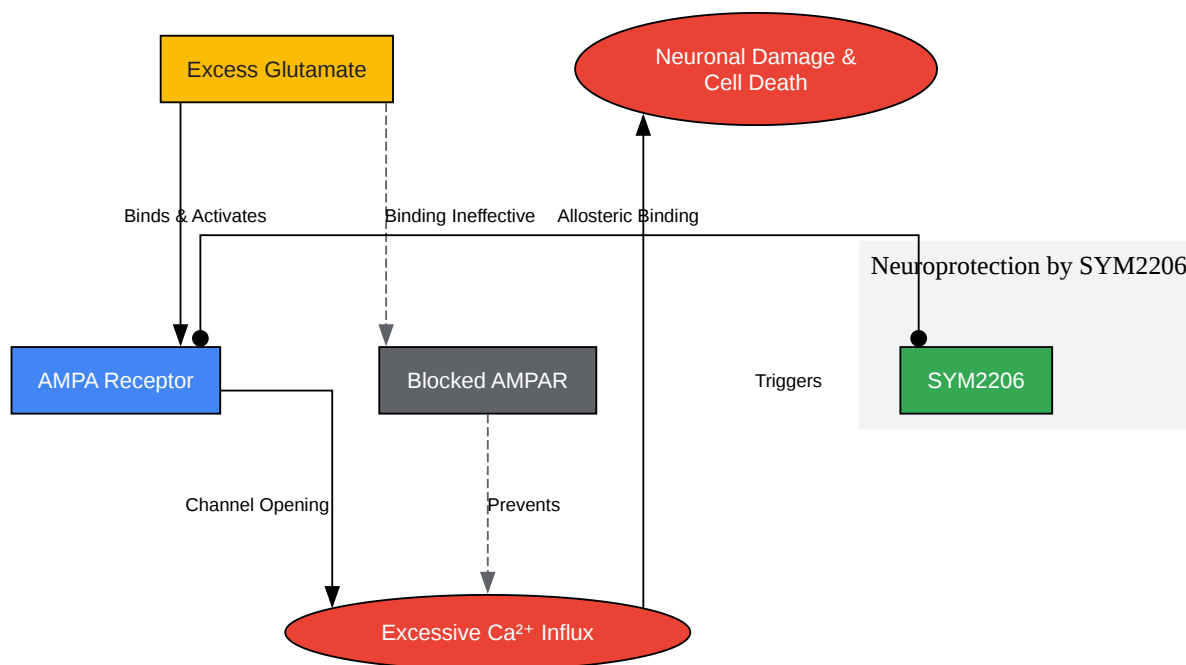 Excess Glutamate
Neuronal Damage &
Cell Death
Binds & Activates
Binding Ineffective
Allosteric Binding
Neuroprotection by SYM2206
AMPA Receptor
Blocked AMPAR
Triggers
SYM2206
Channel Opening
Prevents
Excessive Ca²⁺ Influx